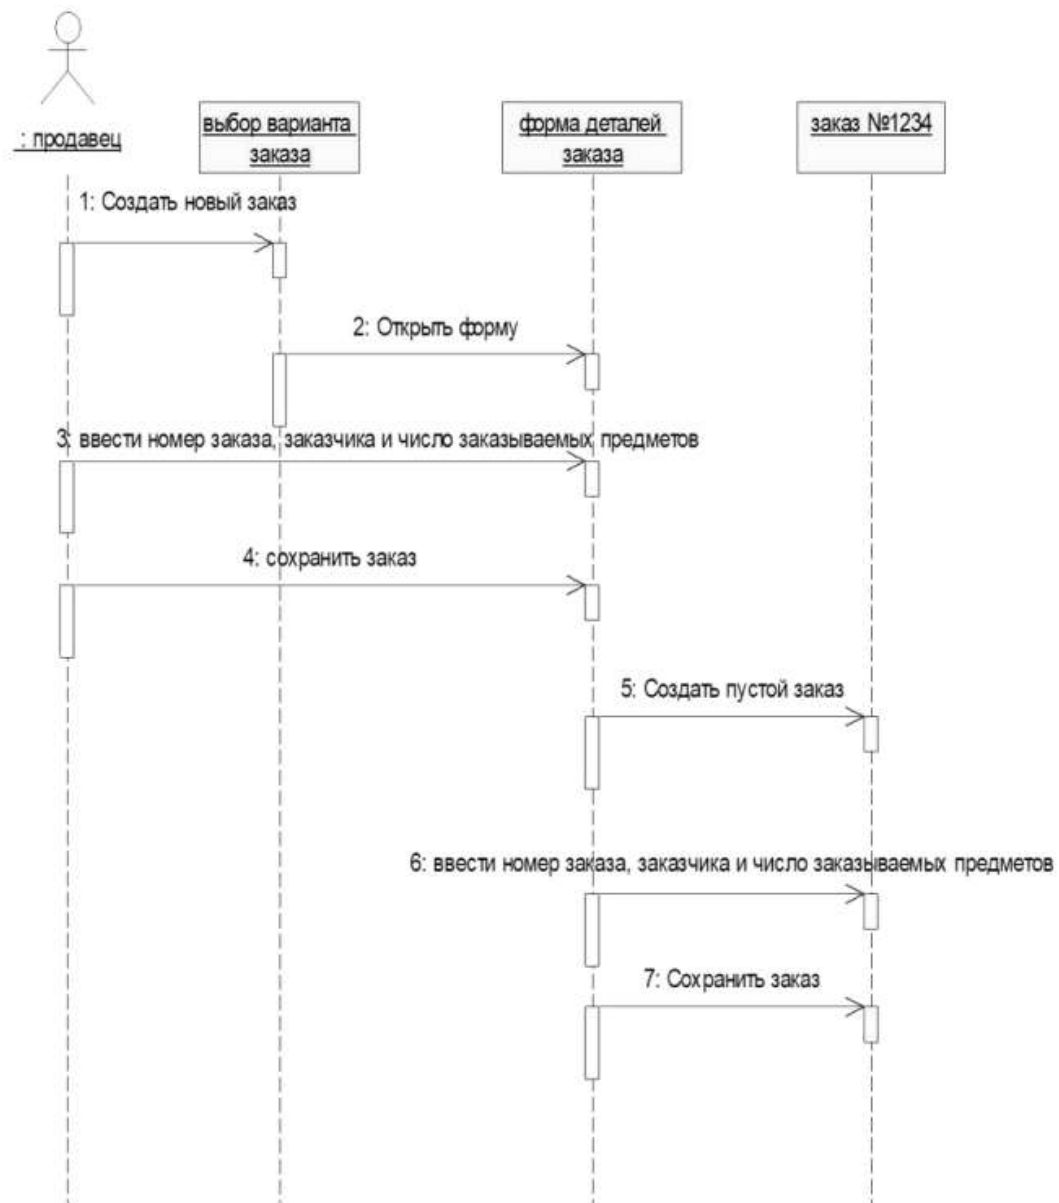 : продавец
выбор варианта
заказа
форма деталей
заказа
заказ №1234
1: Создать новый заказ
2: Открыть форму
3: ввести номер заказа, заказчика и число заказываемых предметов
4: сохранить заказ
5: Создать пустой заказ
6: ввести номер заказа, заказчика и число заказываемых предметов
7: Сохранить заказ